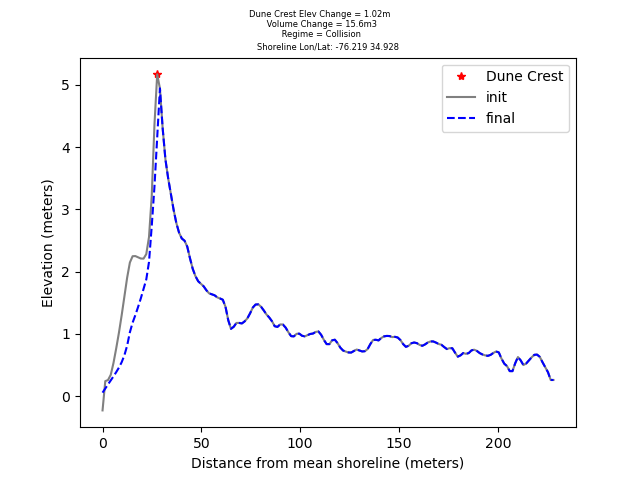 Dune Crest Elev Change = 1.02m
Volume Change = 15.6m3
Regime = Collision
Shoreline Lon/Lat: -76.219 34.928
Dune Crest
init
final
Elevation (meters)
5
4
3
2
1
0
0 50 100 150 200
Distance from mean shoreline (meters)